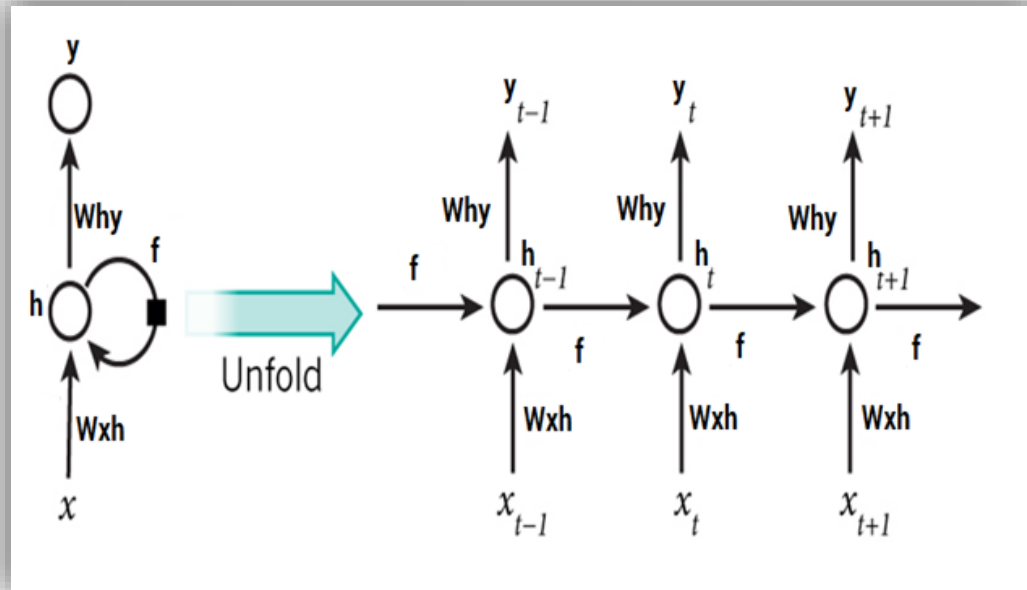 y
Why
f
h
Wxh
x
Unfold
y t−1
y t
y t+1
Why
Why
Why
f
h t−1
h t
h t+1
f
f
f
Wxh
Wxh
Wxh
x t−1
x t
x t+1